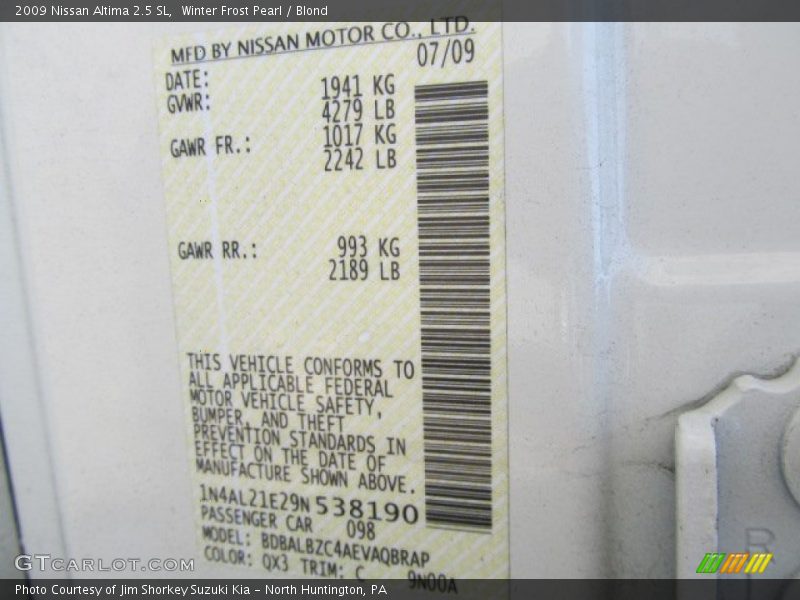 2009 Nissan Altima 2.5 SL, Winter Frost Pearl / Blond
MFD BY NISSAN MOTOR CO., LTD.
DATE: 07/09
GVWR: 1941 KG
4279 LB
GAWR FR.: 1017 KG
2242 LB
GAWR RR.: 993 KG
2189 LB
THIS VEHICLE CONFORMS TO
ALL APPLICABLE FEDERAL
MOTOR VEHICLE SAFETY,
BUMPER, AND THEFT
PREVENTION STANDARDS IN
EFFECT ON THE DATE OF
MANUFACTURE SHOWN ABOVE.
1N4AL21E29N538190
PASSENGER CAR 098
MODEL: BDBALBZC4AEVAQBRAP
COLOR: QX3 TRIM: C 9N00A
R
GTCARLOT.COM
Photo Courtesy of Jim Shorkey Suzuki Kia – North Huntington, PA